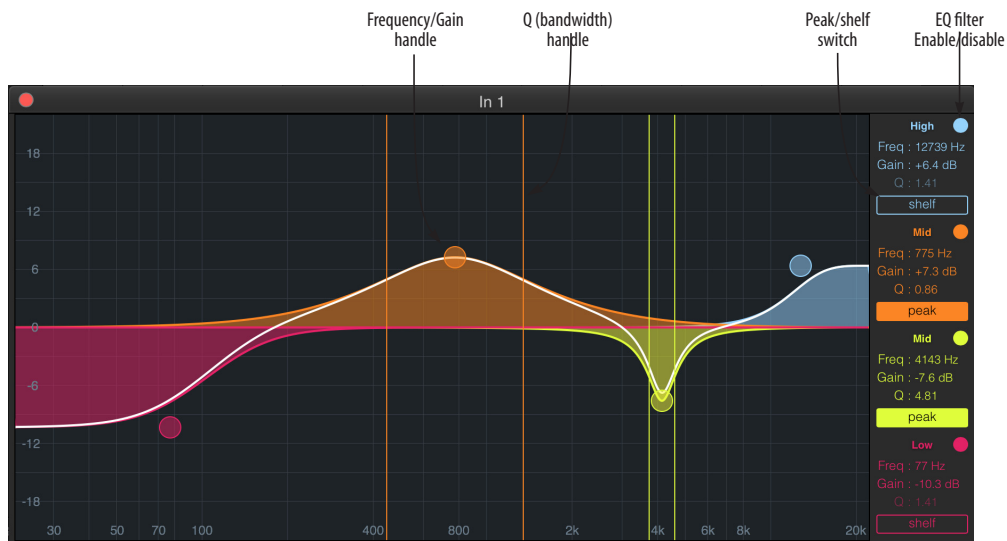 Frequency/Gain
handle
Q (bandwidth)
handle
Peak/shelf
switch
EQ filter
Enable/disable
In 1
High
Freq : 12739 Hz
Gain : +6.4 dB
Q : 1.41
shelf
Mid
Freq : 775 Hz
Gain : +7.3 dB
Q : 0.86
peak
Mid
Freq : 4143 Hz
Gain : -7.6 dB
Q : 4.81
peak
Low
Freq : 77 Hz
Gain : -10.3 dB
Q : 1.41
shelf
18
12
6
0
-6
-12
-18
30 50 70 100 400 800 2k 4k 6k 8k 20k